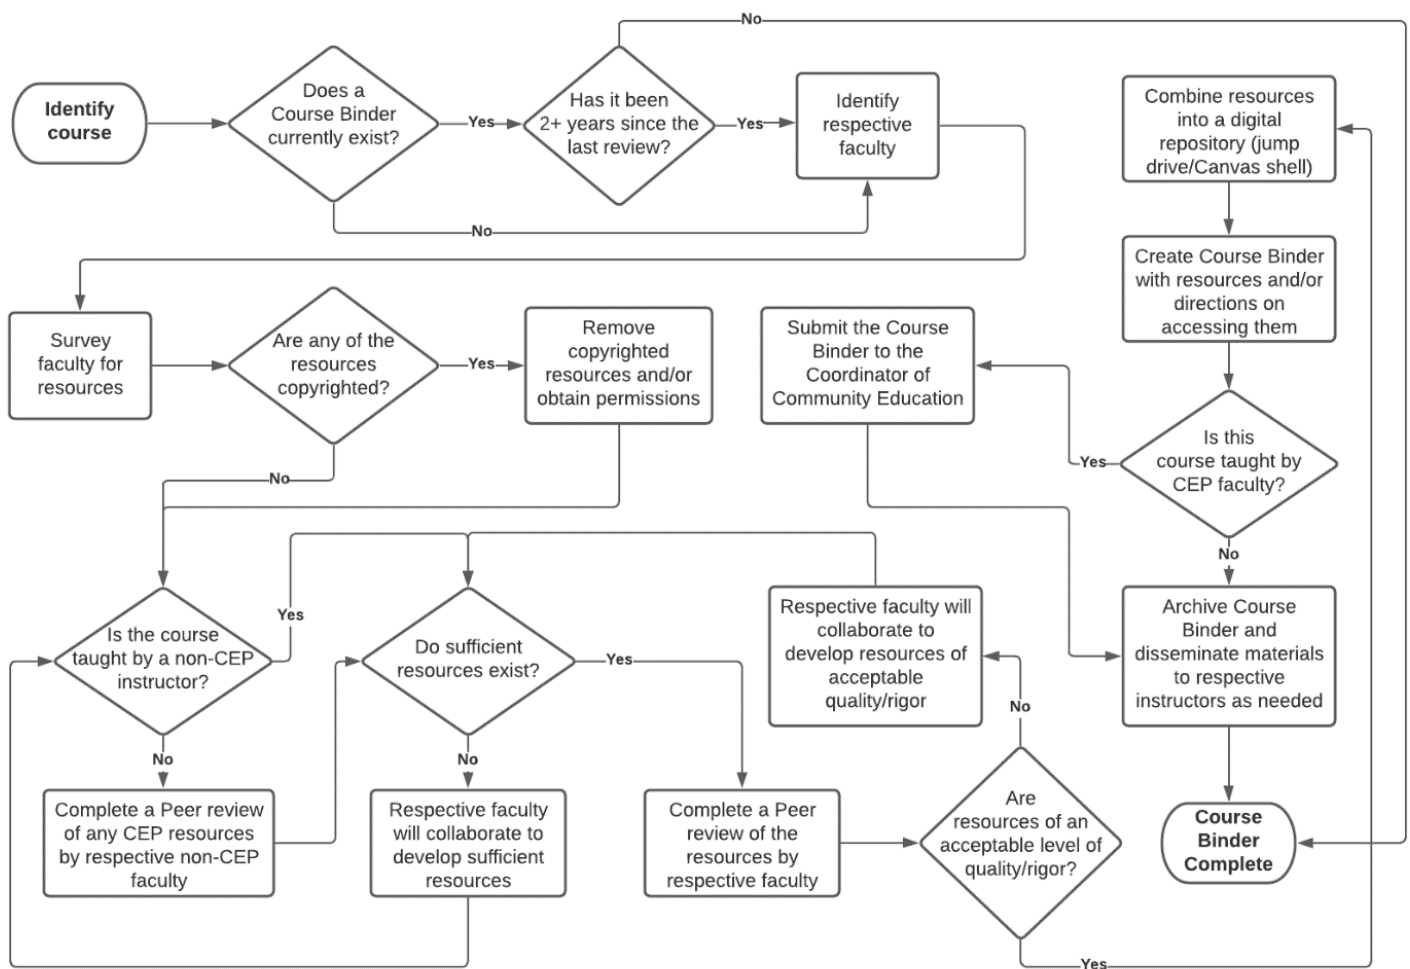 No
Identify
course
Does a
Course Binder
currently exist?
Yes
Has it been
2+ years since the
last review?
Yes
Identify
respective
faculty
Combine resources
into a digital
repository (jump
drive/Canvas shell)
No
Create Course Binder
with resources and/or
directions on
accessing them
Survey
faculty for
resources
Are any of the
resources
copyrighted?
Yes
Remove
copyrighted
resources and/or
obtain permissions
Submit the Course
Binder to the
Coordinator of
Community Education
Is this
course taught by
CEP faculty?
Yes
No
No
Is the course
taught by a non-CEP
instructor?
Yes
Do sufficient
resources exist?
Yes
Respective faculty will
collaborate to
develop resources of
acceptable
quality/rigor
Archive Course
Binder and
disseminate materials
to respective
instructors as needed
No
No
No
Complete a Peer review
of any CEP resources
by respective non-CEP
faculty
Respective faculty
will collaborate to
develop sufficient
resources
Complete a Peer
review of the
resources by
respective faculty
Are
resources of an
acceptable level of
quality/rigor?
Course
Binder
Complete
Yes